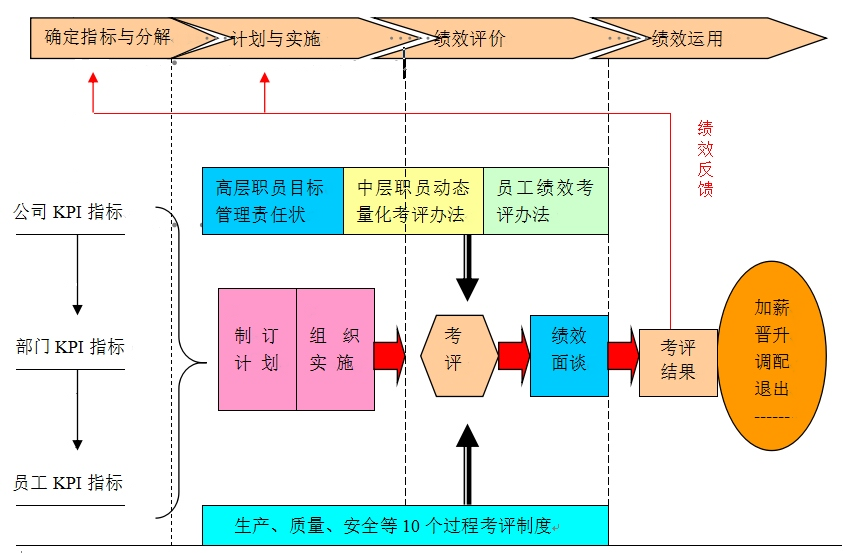 确定指标与分解
计划与实施
绩效评价
绩效运用
绩效反馈
高层职员目标
管理责任状
中层职员动态
量化考评办法
员工绩效考
评办法
公司 KPI 指标
部门 KPI 指标
员工 KPI 指标
制 订
计 划
组 织
实 施
考
评
绩效
面谈
考评
结果
加薪
晋升
调配
退出
------
生产、质量、安全等 10 个过程考评制度